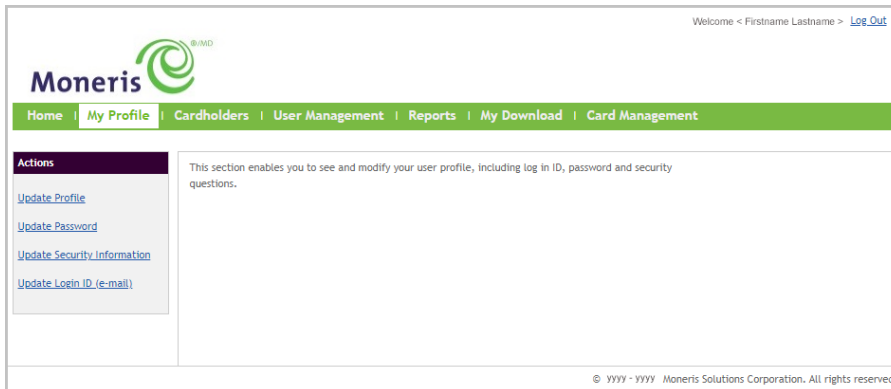 Welcome < Firstname Lastname > Log Out
Moneris ®/MD
Home | My Profile | Cardholders | User Management | Reports | My Download | Card Management
Actions
Update Profile
Update Password
Update Security Information
Update Login ID (e-mail)
This section enables you to see and modify your user profile, including log in ID, password and security
questions.
© YYYY - YYYY Moneris Solutions Corporation. All rights reserved